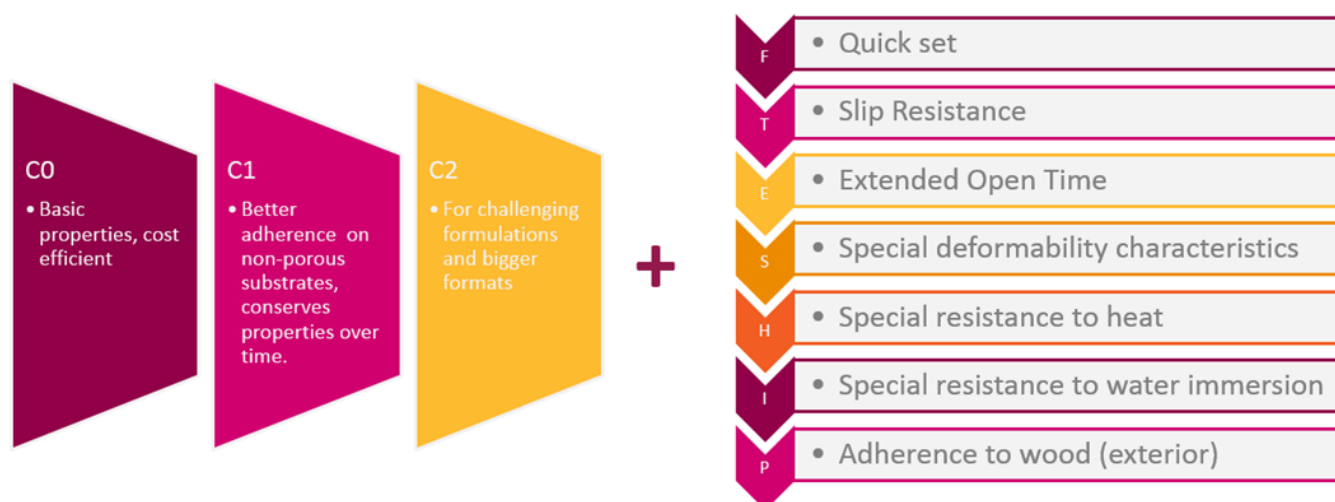 C0
• Basic
properties, cost
efficient
C1
• Better
adherence on
non-porous
substrates,
conserves
properties over
time.
C2
• For challenging
formulations
and bigger
formats
+
F
• Quick set
T
• Slip Resistance
E
• Extended Open Time
S
• Special deformability characteristics
H
• Special resistance to heat
I
• Special resistance to water immersion
P
• Adherence to wood (exterior)